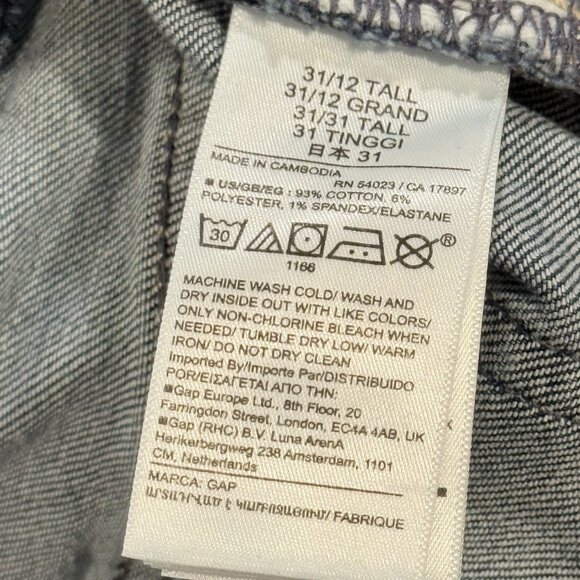 31/12 TALL
31/12 GRAND
31/31 TALL
31 TINGGI
日本 31
MADE IN CAMBODIA
RN 54023 / CA 17897
■ US/GB/EG : 93% COTTON, 6%
POLYESTER, 1% SPANDEX/ELASTANE
30
®
1166
MACHINE WASH COLD/ WASH AND
DRY INSIDE OUT WITH LIKE COLORS/
ONLY NON-CHLORINE BLEACH WHEN
NEEDED/ TUMBLE DRY LOW/ WARM
IRON/ DO NOT DRY CLEAN
Imported By/Importe Par/DISTRIBUIDO
POR/ΕΙΣΑΓΕΤΑΙ ΑΠΟ ΤΗΝ:
■Gap Europe Ltd., 8th Floor, 20
Farringdon Street, London, EC4A 4AB, UK
■Gap (RHC) B.V. Luna ArenA
Herikerbergweg 238 Amsterdam, 1101
CM, Netherlands
MARCA: GAP
ԱՐՏԱԴՐՎԱԾ Է ԿԱՄԲՈՋԱՅՈՒՄ/ FABRIQUE